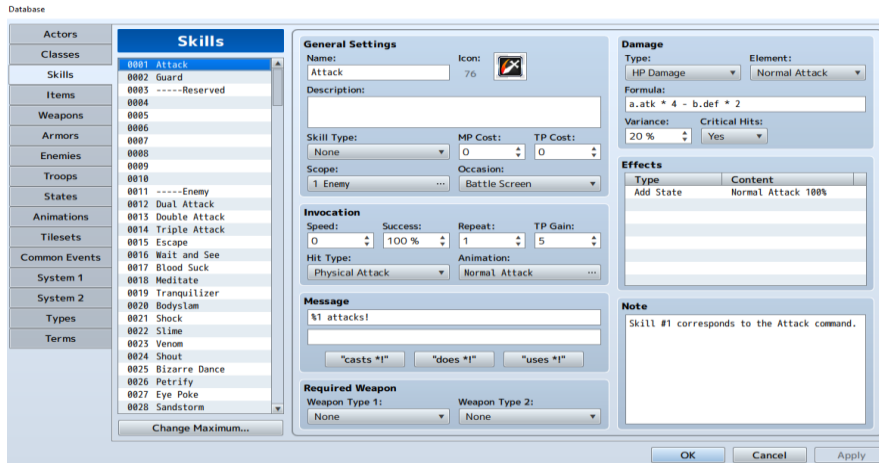 Database
Actors
Classes
Skills
Items
Weapons
Armors
Enemies
Troops
States
Animations
Tilesets
Common Events
System 1
System 2
Types
Terms
Skills
0001 Attack
0002 Guard
0003 -----Reserved
0004
0005
0006
0007
0008
0009
0010
0011 -----Enemy
0012 Dual Attack
0013 Double Attack
0014 Triple Attack
0015 Escape
0016 Wait and See
0017 Blood Suck
0018 Meditate
0019 Tranquilizer
0020 Bodyslam
0021 Shock
0022 Slime
0023 Venom
0024 Shout
0025 Bizarre Dance
0026 Petrify
0027 Eye Poke
0028 Sandstorm
Change Maximum...
General Settings
Name: Icon:
Attack 76
Description:
Skill Type: MP Cost: TP Cost:
None 0 0
Scope: Occasion:
1 Enemy ... Battle Screen
Invocation
Speed: Success: Repeat: TP Gain:
0 100 % 1 5
Hit Type: Animation:
Physical Attack Normal Attack ...
Message
%1 attacks!
"casts *!" "does *!" "uses *!"
Required Weapon
Weapon Type 1: Weapon Type 2:
None None
Damage
Type: Element:
HP Damage Normal Attack
Formula:
a.atk * 4 - b.def * 2
Variance: Critical Hits:
20 % Yes
Effects
Type Content
Add State Normal Attack 100%
Note
Skill #1 corresponds to the Attack command.
OK Cancel Apply